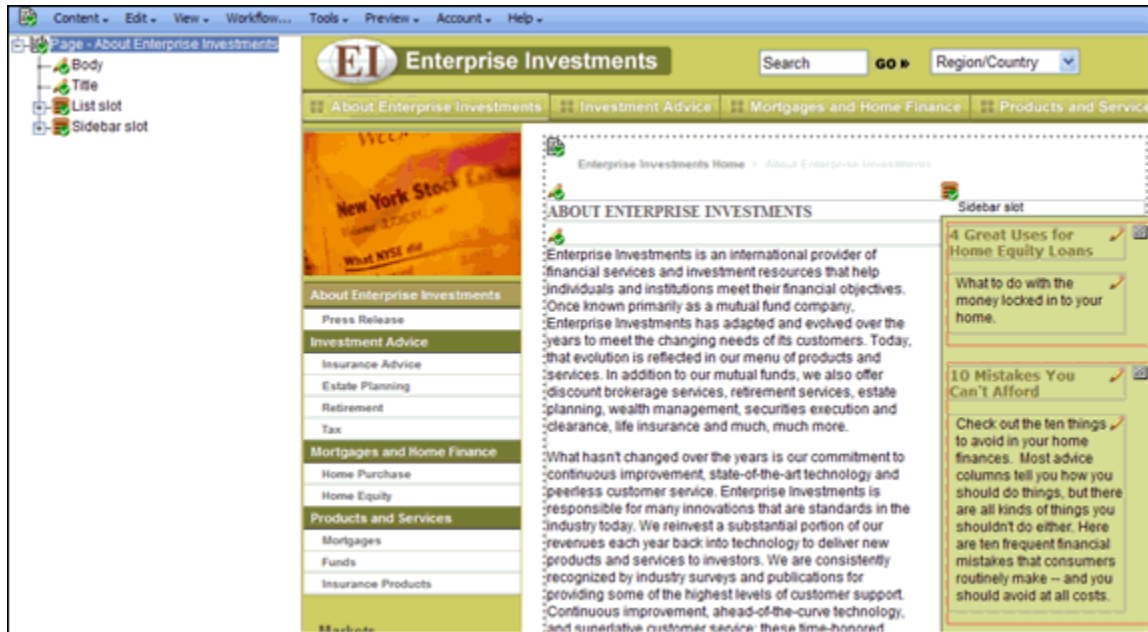 Content Edit View Workflow... Tools Preview Account Help
Page - About Enterprise Investments
Body
Title
List slot
Sidebar slot
EI Enterprise Investments
Search GO Region/Country
About Enterprise Investments Investment Advice Mortgages and Home Finance Products and Service
New York Stock
What NYSE did
About Enterprise Investments
Press Release
Investment Advice
Insurance Advice
Estate Planning
Retirement
Tax
Mortgages and Home Finance
Home Purchase
Home Equity
Products and Services
Mortgages
Funds
Insurance Products
Markets
Enterprise Investments Home > About Enterprise Investments
ABOUT ENTERPRISE INVESTMENTS
Enterprise Investments is an international provider of
financial services and investment resources that help
individuals and institutions meet their financial objectives.
Once known primarily as a mutual fund company,
Enterprise Investments has adapted and evolved over the
years to meet the changing needs of its customers. Today,
that evolution is reflected in our menu of products and
services. In addition to our mutual funds, we also offer
discount brokerage services, retirement services, estate
planning, wealth management, securities execution and
clearance, life insurance and much, much more.
What hasn't changed over the years is our commitment to
continuous improvement, state-of-the-art technology and
peerless customer service. Enterprise Investments is
responsible for many innovations that are standards in the
industry today. We reinvest a substantial portion of our
revenues each year back into technology to deliver new
products and services to investors. We are consistently
recognized by industry surveys and publications for
providing some of the highest levels of customer support.
Continuous improvement, ahead-of-the-curve technology,
and superlative customer service: these time-honored
Sidebar slot
4 Great Uses for
Home Equity Loans
What to do with the
money locked in to your
home.
10 Mistakes You
Can't Afford
Check out the ten things
to avoid in your home
finances. Most advice
columns tell you how you
should do things, but there
are all kinds of things you
shouldn't do either. Here
are ten frequent financial
mistakes that consumers
routinely make -- and you
should avoid at all costs.